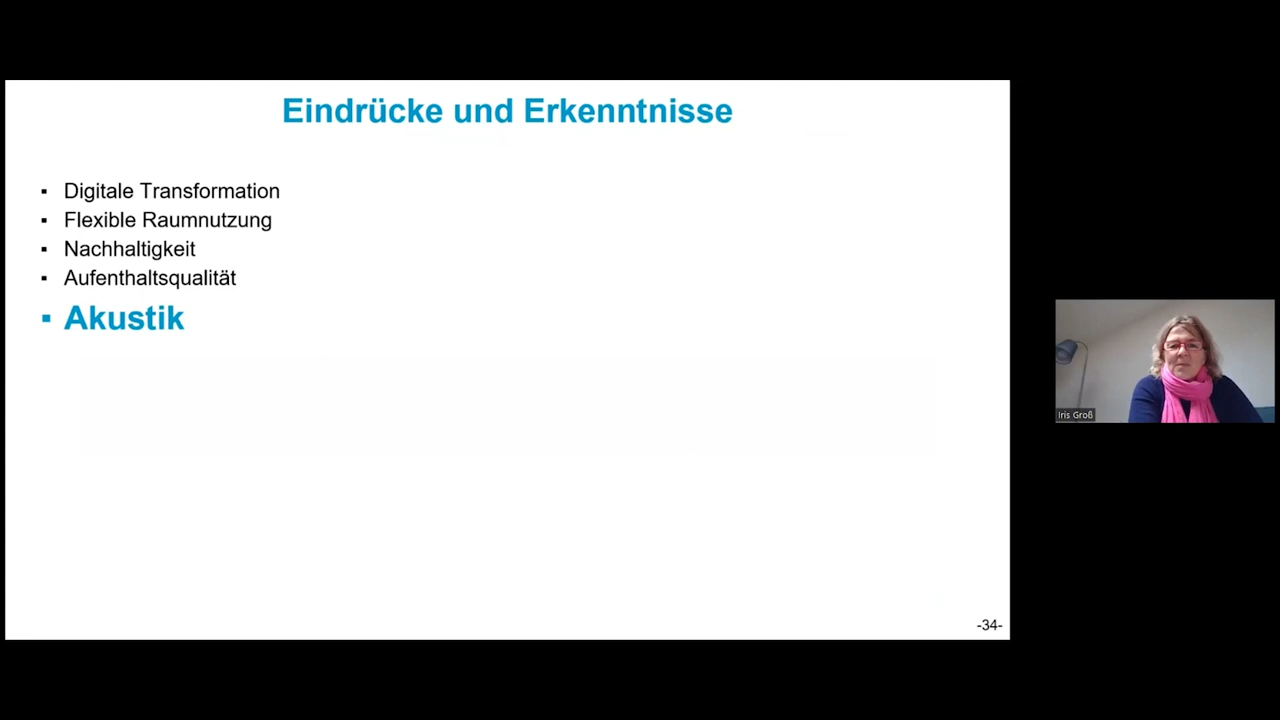 Eindrücke und Erkenntnisse
▪ Digitale Transformation
▪ Flexible Raumnutzung
▪ Nachhaltigkeit
▪ Aufenthaltsqualität
▪ Akustik
Iris Groß
-34-